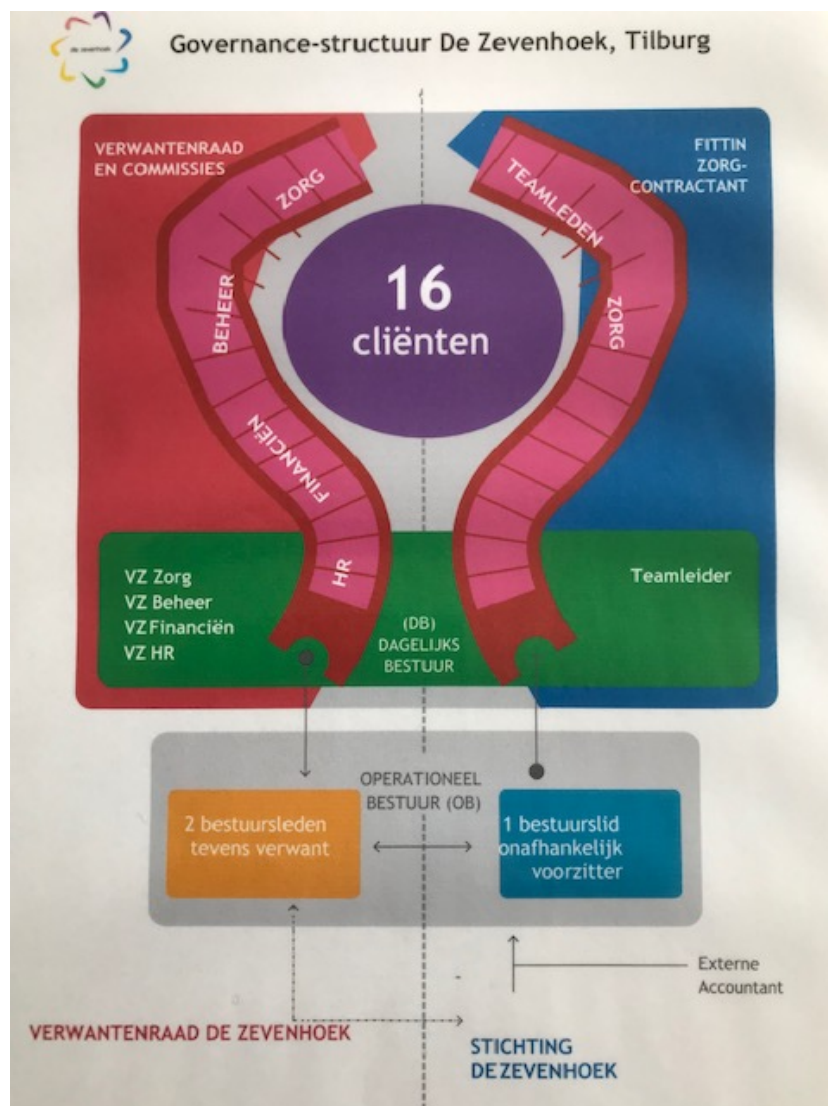 de zevenhoek
Governance-structuur De Zevenhoek, Tilburg
VERWANTENRAAD
EN COMMISSIES
FITTIN
ZORG-
CONTRACTANT
ZORG
BEHEER
FINANCIËN
HR
TEAMLEDEN
ZORG
16
cliënten
VZ Zorg
VZ Beheer
VZ Financiën
VZ HR
(DB)
DAGELIJKS
BESTUUR
Teamleider
OPERATIONEEL
BESTUUR (OB)
2 bestuursleden
tevens verwant
1 bestuurslid
onafhankelijk
voorzitter
Externe
Accountant
VERWANTENRAAD DE ZEVENHOEK
STICHTING
DE ZEVENHOEK